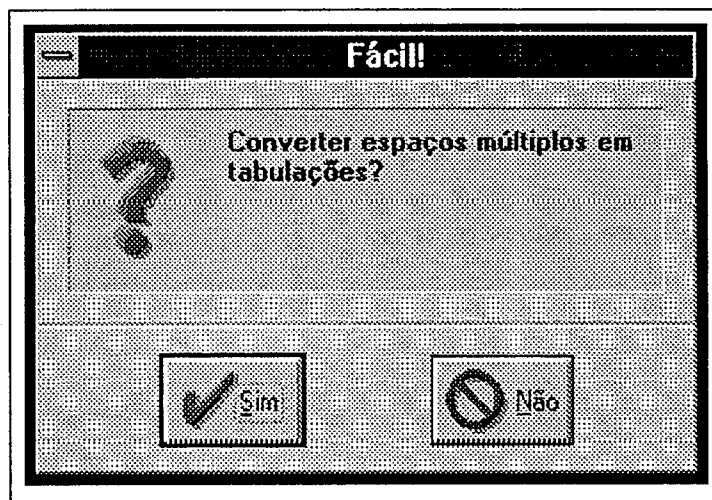 Fácil!
Converter espaços múltiplos em
tabulações?
Sim
Não